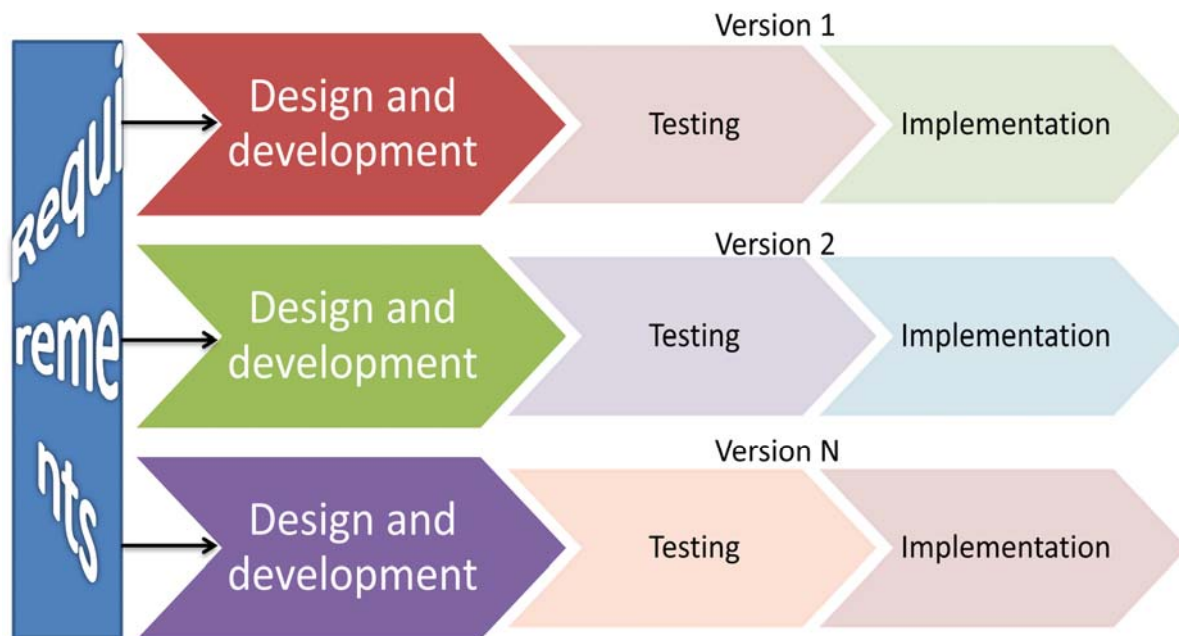 Requi
reme
nts
Version 1
Design and
development
Testing
Implementation
Version 2
Design and
development
Testing
Implementation
Version N
Design and
development
Testing
Implementation